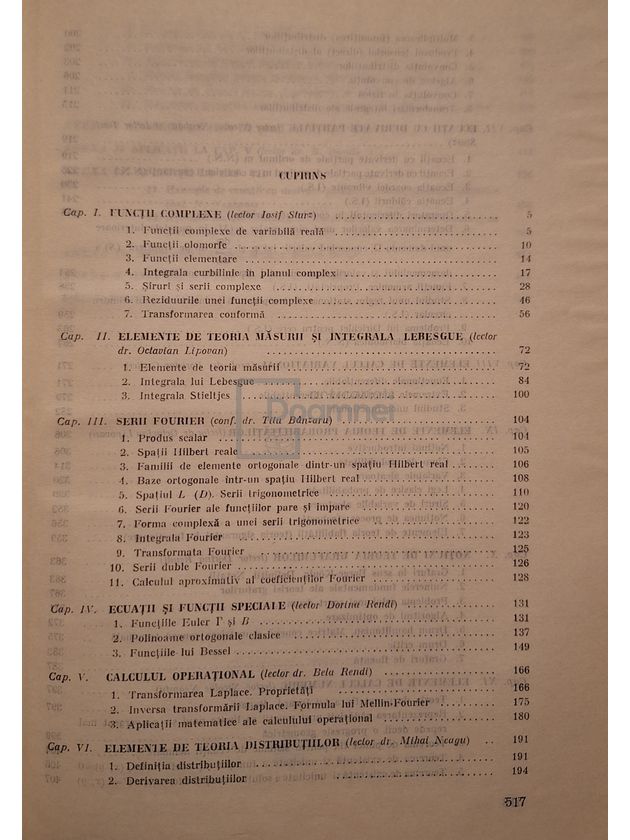 CUPRINS
Cap. I. FUNCȚII COMPLEXE (lector Iosif Sturz) . . . . . 5
1. Funcții complexe de variabilă reală . . . . . 5
2. Funcții olomorfe . . . . . 10
3. Funcții elementare . . . . . 14
4. Integrala curbilinie în planul complex . . . . . 17
5. Șiruri și serii complexe . . . . . 28
6. Reziduurile unei funcții complexe . . . . . 46
7. Transformarea conformă . . . . . 56
Cap. II. ELEMENTE DE TEORIA MĂSURII ȘI INTEGRALA LEBESGUE (lector
dr. Octavian Lipovan) . . . . . 72
1. Elemente de teoria măsurii . . . . . 72
2. Integrala lui Lebesgue . . . . . 84
3. Integrala Stieltjes . . . . . 100
Cap. III. SERII FOURIER (conf. dr. Titu Bânzaru) . . . . . 104
1. Produs scalar . . . . . 104
2. Spații Hilbert reale . . . . . 105
3. Familii de elemente ortogonale dintr-un spațiu Hilbert real . . . . . 106
4. Baze ortogonale într-un spațiu Hilbert real . . . . . 108
5. Spațiul L (D). Serii trigonometrice . . . . . 110
6. Serii Fourier ale funcțiilor pare și impare . . . . . 120
7. Forma complexă a unei serii trigonometrice . . . . . 122
8. Integrala Fourier . . . . . 123
9. Transformata Fourier . . . . . 125
10. Serii duble Fourier . . . . . 126
11. Calculul aproximativ al coeficienților Fourier . . . . . 128
Cap. IV. ECUAȚII ȘI FUNCȚII SPECIALE (lector Dorina Rendi) . . . . . 131
1. Funcțiile Euler Γ și B . . . . . 131
2. Polinoame ortogonale clasice . . . . . 137
3. Funcțiile lui Bessel . . . . . 149
Cap. V. CALCULUL OPERAȚIONAL (lector dr. Bela Rendi) . . . . . 166
1. Transformarea Laplace. Proprietăți . . . . . 166
2. Inversa transformării Laplace. Formula lui Mellin-Fourier . . . . . 175
3. Aplicații matematice ale calculului operațional . . . . . 180
Cap. VI. ELEMENTE DE TEORIA DISTRIBUȚIILOR (lector dr. Mihai Neagu) . . 191
1. Definiția distribuțiilor . . . . . 191
2. Derivarea distribuțiilor . . . . . 194
517